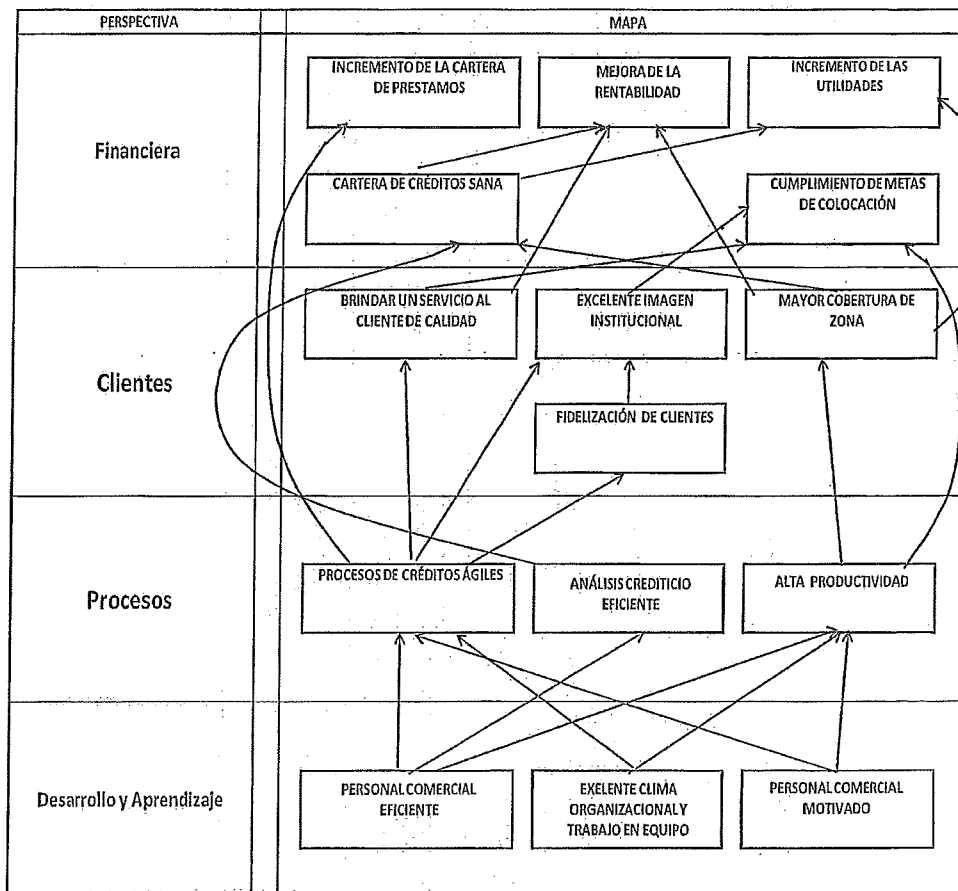 PERSPECTIVA
MAPA
Financiera
INCREMENTO DE LA CARTERA
DE PRESTAMOS
MEJORA DE LA
RENTABILIDAD
INCREMENTO DE LAS
UTILIDADES
CARTERA DE CRÉDITOS SANA
CUMPLIMIENTO DE METAS
DE COLOCACIÓN
Clientes
BRINDAR UN SERVICIO AL
CLIENTE DE CALIDAD
EXCELENTE IMAGEN
INSTITUCIONAL
MAYOR COBERTURA DE
ZONA
FIDELIZACIÓN DE CLIENTES
Procesos
PROCESOS DE CRÉDITOS ÁGILES
ANÁLISIS CREDITICIO
EFICIENTE
ALTA PRODUCTIVIDAD
Desarrollo y Aprendizaje
PERSONAL COMERCIAL
EFICIENTE
EXELENTE CLIMA
ORGANIZACIONAL Y
TRABAJO EN EQUIPO
PERSONAL COMERCIAL
MOTIVADO